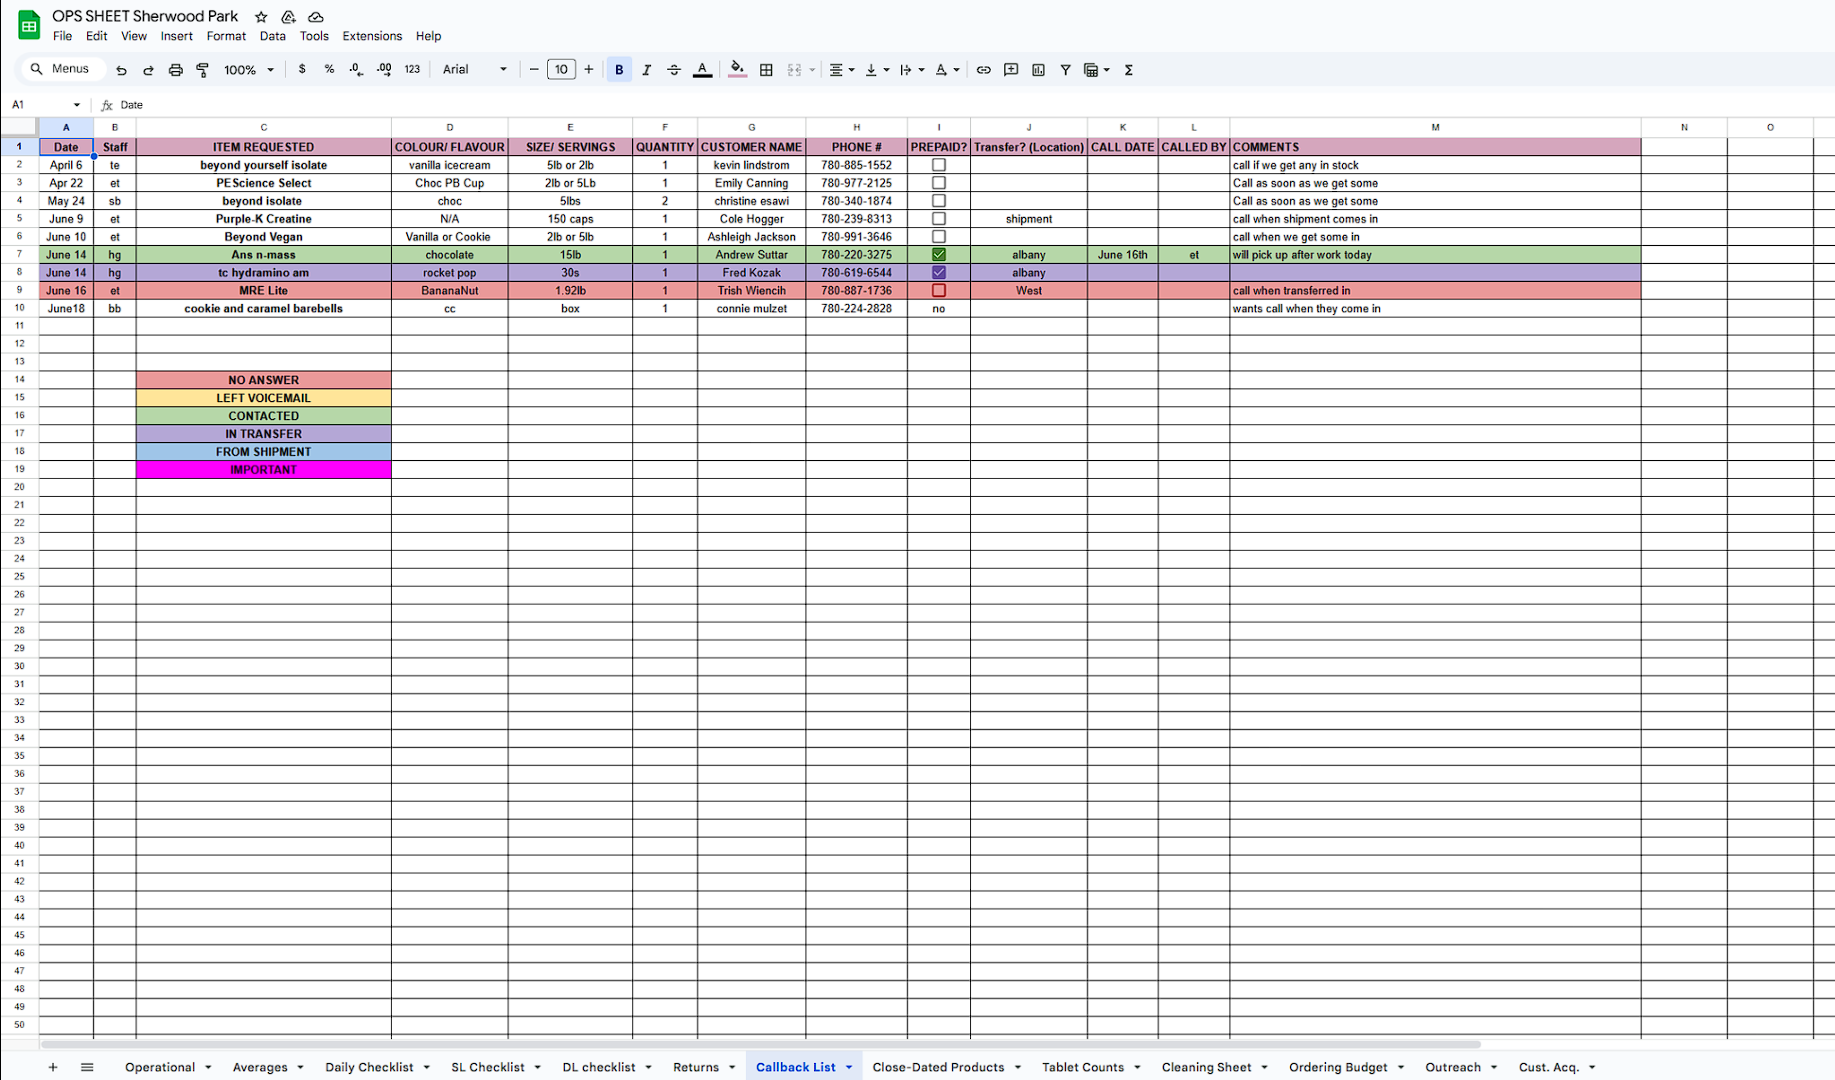 OPS SHEET Sherwood Park
File Edit View Insert Format Data Tools Extensions Help
Menus 100% $ % .0 .00 123 Arial − 10 + B I A Σ
A1 fx Date
A B C D E F G H I J K L M N O
1 Date Staff ITEM REQUESTED COLOUR/ FLAVOUR SIZE/ SERVINGS QUANTITY CUSTOMER NAME PHONE # PREPAID? Transfer? (Location) CALL DATE CALLED BY COMMENTS
2 April 6 te beyond yourself isolate vanilla icecream 5lb or 2lb 1 kevin lindstrom 780-885-1552 call if we get any in stock
3 Apr 22 et PEScience Select Choc PB Cup 2lb or 5Lb 1 Emily Canning 780-977-2125 Call as soon as we get some
4 May 24 sb beyond isolate choc 5lbs 2 christine esawi 780-340-1874 Call as soon as we get some
5 June 9 et Purple-K Creatine N/A 150 caps 1 Cole Hogger 780-239-8313 shipment call when shipment comes in
6 June 10 et Beyond Vegan Vanilla or Cookie 2lb or 5lb 1 Ashleigh Jackson 780-991-3646 call when we get some in
7 June 14 hg Ans n-mass chocolate 15lb 1 Andrew Suttar 780-220-3275 albany June 16th et will pick up after work today
8 June 14 hg tc hydramino am rocket pop 30s 1 Fred Kozak 780-619-6544 albany
9 June 16 et MRE Lite BananaNut 1.92lb 1 Trish Wiencih 780-887-1736 West call when transferred in
10 June18 bb cookie and caramel barebells cc box 1 connie mulzet 780-224-2828 no wants call when they come in
11
12
13
14 NO ANSWER
15 LEFT VOICEMAIL
16 CONTACTED
17 IN TRANSFER
18 FROM SHIPMENT
19 IMPORTANT
20
21
22
23
24
25
26
27
28
29
30
31
32
33
34
35
36
37
38
39
40
41
42
43
44
45
46
47
48
49
50
+ Operational Averages Daily Checklist SL Checklist DL checklist Returns Callback List Close-Dated Products Tablet Counts Cleaning Sheet Ordering Budget Outreach Cust. Acq.